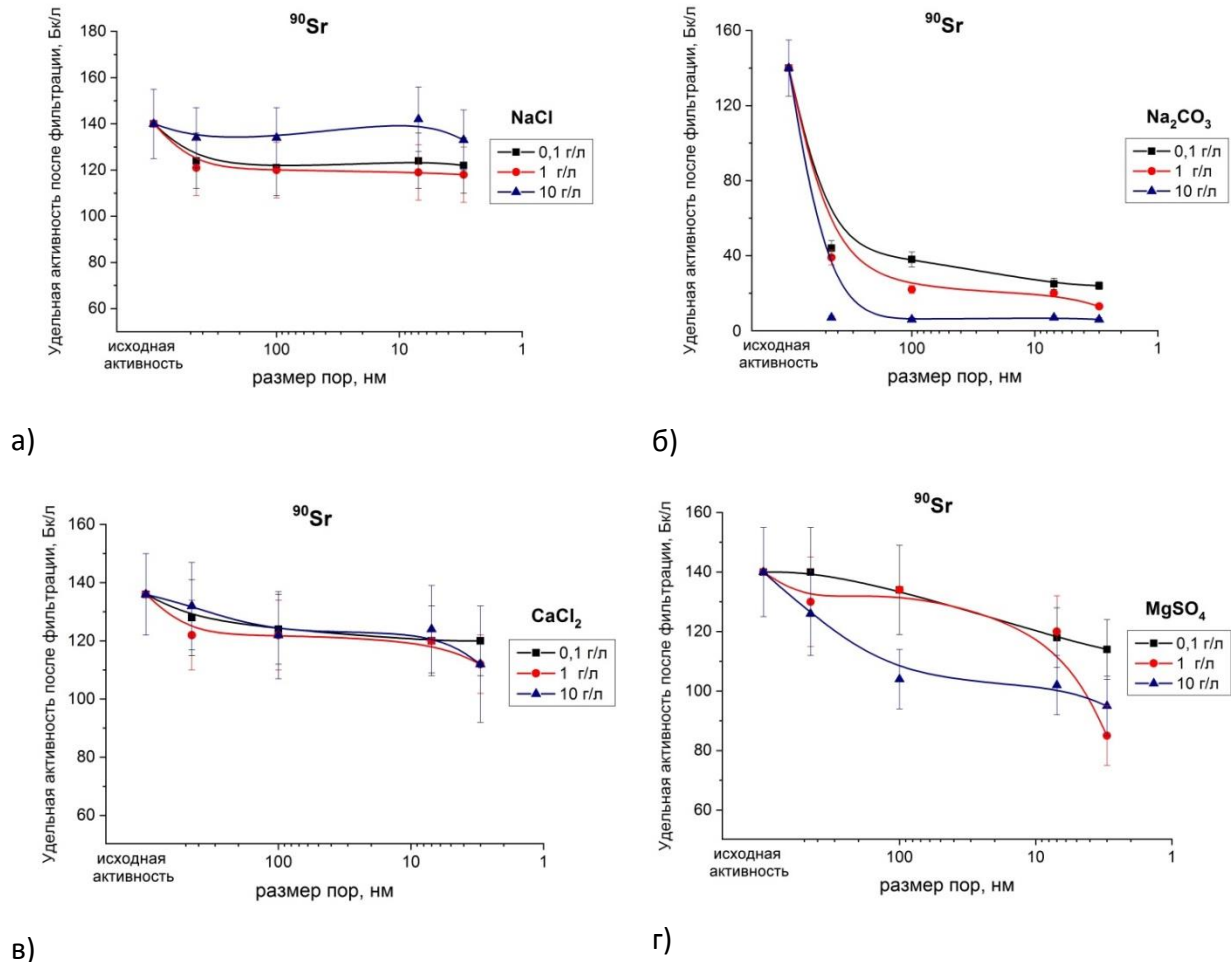 ⁹⁰Sr
Удельная активность после фильтрации, Бк/л
180
160
140
120
100
80
60
NaCl
0,1 г/л
1 г/л
10 г/л
исходная
активность
100
10
1
размер пор, нм
а)
⁹⁰Sr
Удельная активность после фильтрации, Бк/л
160
120
80
40
0
Na₂CO₃
0,1 г/л
1 г/л
10 г/л
исходная
активность
100
10
1
размер пор, нм
б)
⁹⁰Sr
Удельная активность после фильтрации, Бк/л
160
140
120
100
80
60
CaCl₂
0,1 г/л
1 г/л
10 г/л
исходная
активность
100
10
1
размер пор, нм
в)
⁹⁰Sr
Удельная активность после фильтрации, Бк/л
160
140
120
100
80
60
MgSO₄
0,1 г/л
1 г/л
10 г/л
исходная
активность
100
10
1
размер пор, нм
г)